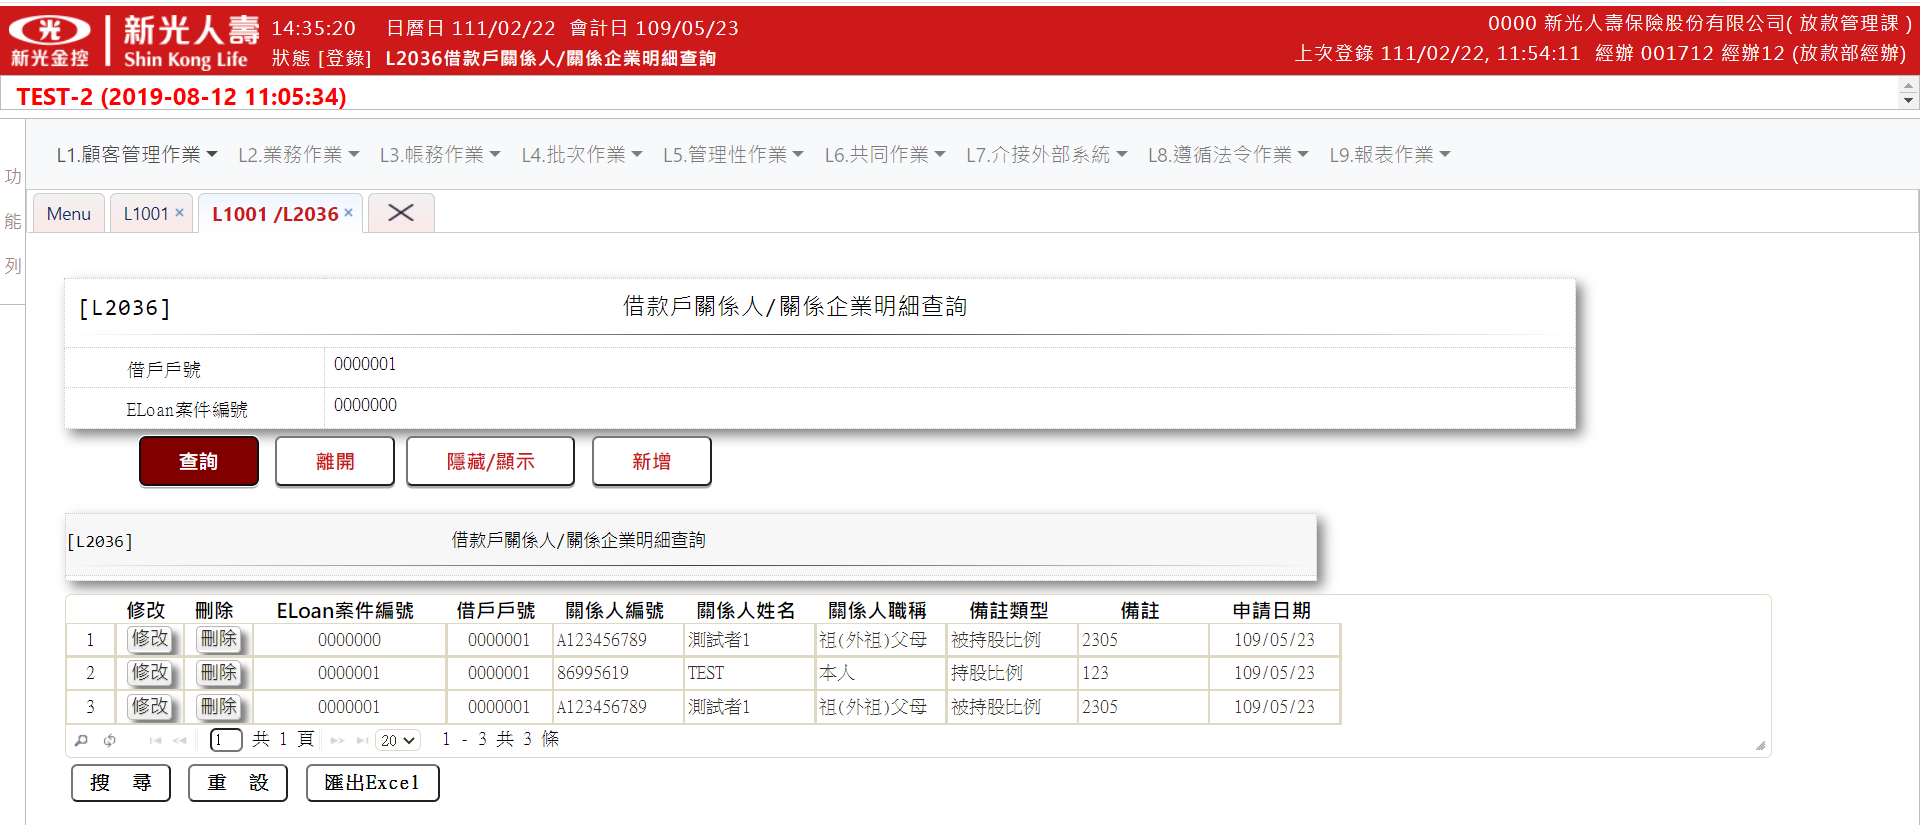 新光金控 新光人壽 Shin Kong Life
14:35:20 日曆日 111/02/22 會計日 109/05/23
狀態 [登錄] L2036借款戶關係人/關係企業明細查詢
0000 新光人壽保險股份有限公司( 放款管理課 )
上次登錄 111/02/22, 11:54:11 經辦 001712 經辦12 (放款部經辦)
TEST-2 (2019-08-12 11:05:34)
功能列
L1.顧客管理作業 L2.業務作業 L3.帳務作業 L4.批次作業 L5.管理性作業 L6.共同作業 L7.介接外部系統 L8.遵循法令作業 L9.報表作業
Menu L1001 × L1001 /L2036 ×
[L2036] 借款戶關係人/關係企業明細查詢
借戶戶號 0000001
ELoan案件編號 0000000
查詢 離開 隱藏/顯示 新增
[L2036] 借款戶關係人/關係企業明細查詢
修改 刪除 ELoan案件編號 借戶戶號 關係人編號 關係人姓名 關係人職稱 備註類型 備註 申請日期
1 修改 刪除 0000000 0000001 A123456789 測試者1 祖(外祖)父母 被持股比例 2305 109/05/23
2 修改 刪除 0000001 0000001 86995619 TEST 本人 持股比例 123 109/05/23
3 修改 刪除 0000001 0000001 A123456789 測試者1 祖(外祖)父母 被持股比例 2305 109/05/23
1 共 1 頁 20 1 - 3 共 3 條
搜 尋 重 設 匯出Excel